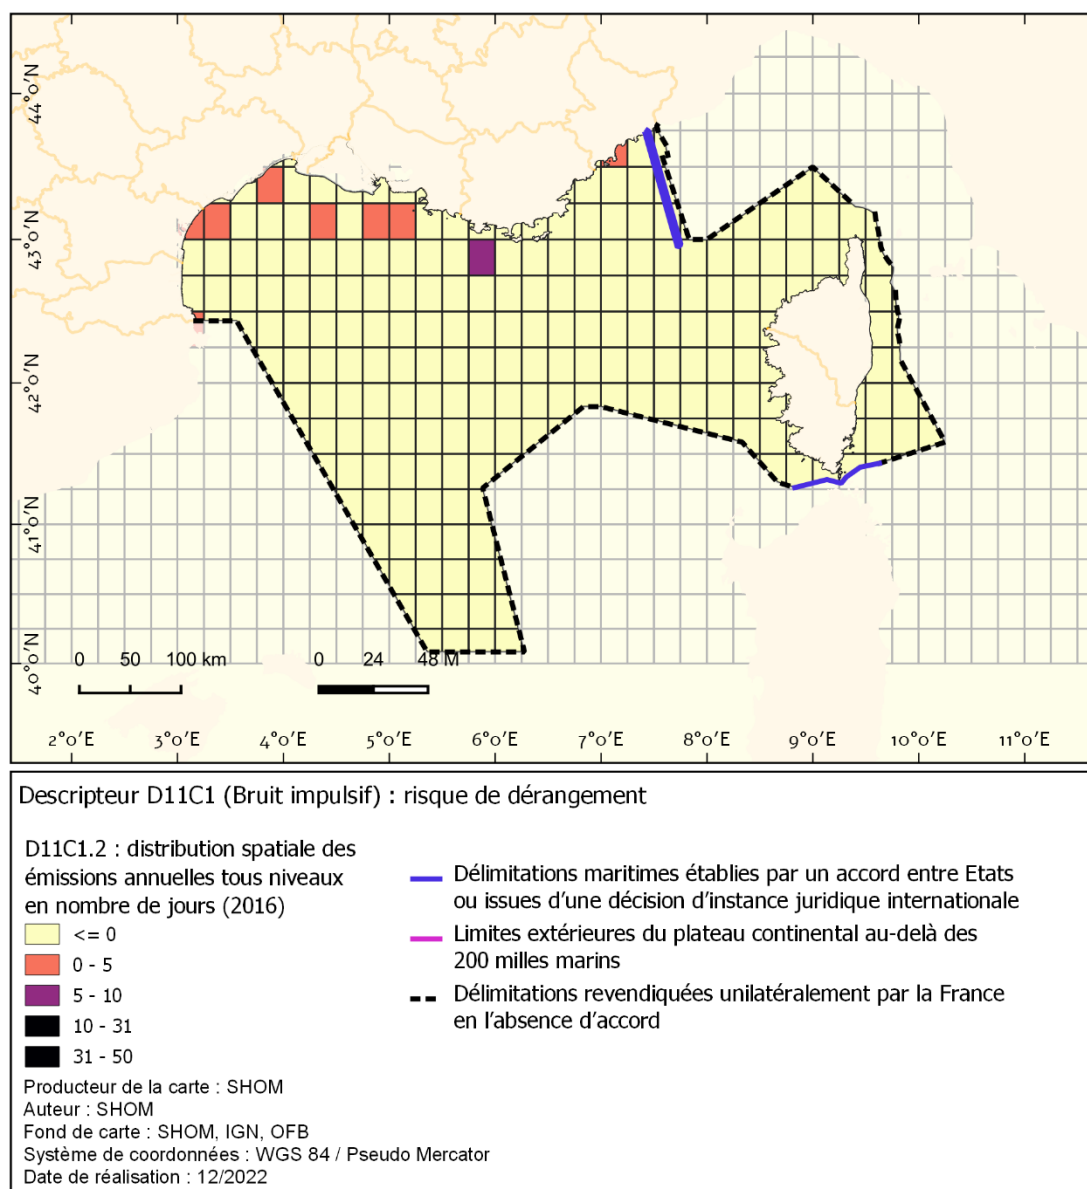 44°0'N
43°0'N
42°0'N
41°0'N
40°0'N
0 50 100 km
0 24 48 M
2°0'E 3°0'E 4°0'E 5°0'E 6°0'E 7°0'E 8°0'E 9°0'E 10°0'E 11°0'E
Descripteur D11C1 (Bruit impulsif) : risque de dérangement
D11C1.2 : distribution spatiale des
émissions annuelles tous niveaux
en nombre de jours (2016)
<= 0
0 - 5
5 - 10
10 - 31
31 - 50
Délimitations maritimes établies par un accord entre Etats
ou issues d'une décision d'instance juridique internationale
Limites extérieures du plateau continental au-delà des
200 milles marins
Délimitations revendiquées unilatéralement par la France
en l'absence d'accord
Producteur de la carte : SHOM
Auteur : SHOM
Fond de carte : SHOM, IGN, OFB
Système de coordonnées : WGS 84 / Pseudo Mercator
Date de réalisation : 12/2022